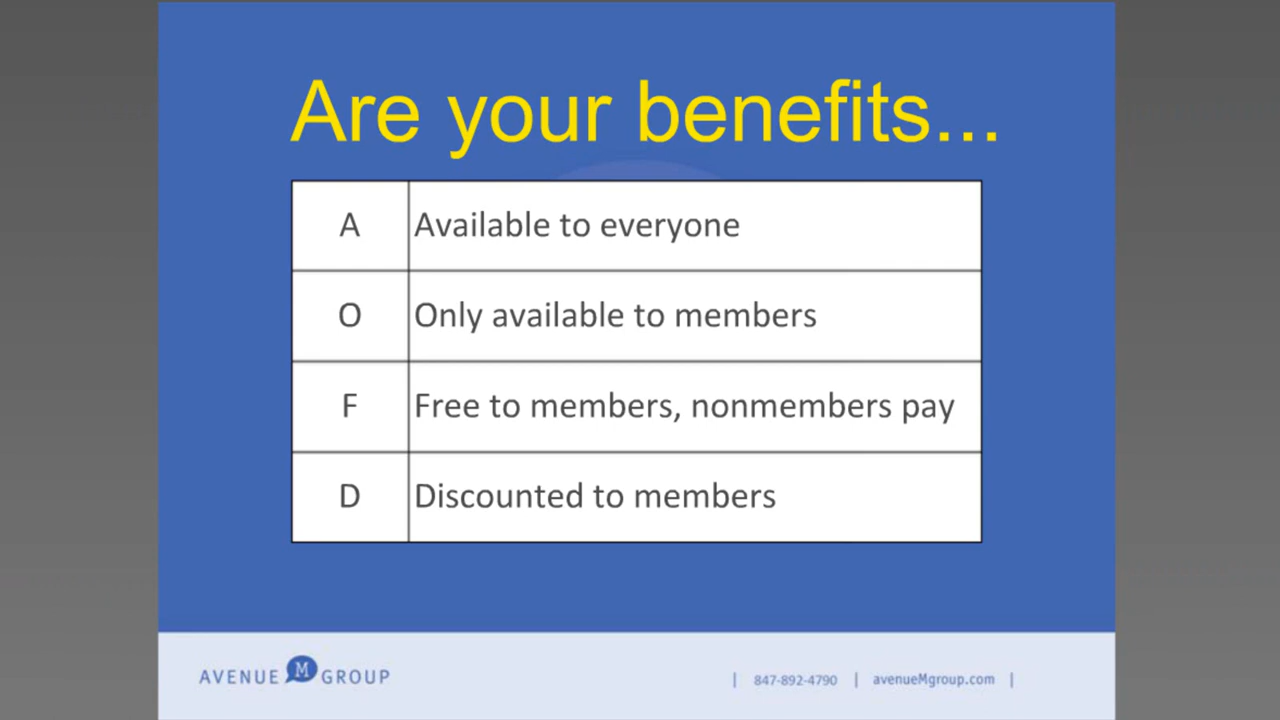 Are your benefits...
A Available to everyone
O Only available to members
F Free to members, nonmembers pay
D Discounted to members
AVENUE M GROUP | 847-892-4790 | avenueMgroup.com |